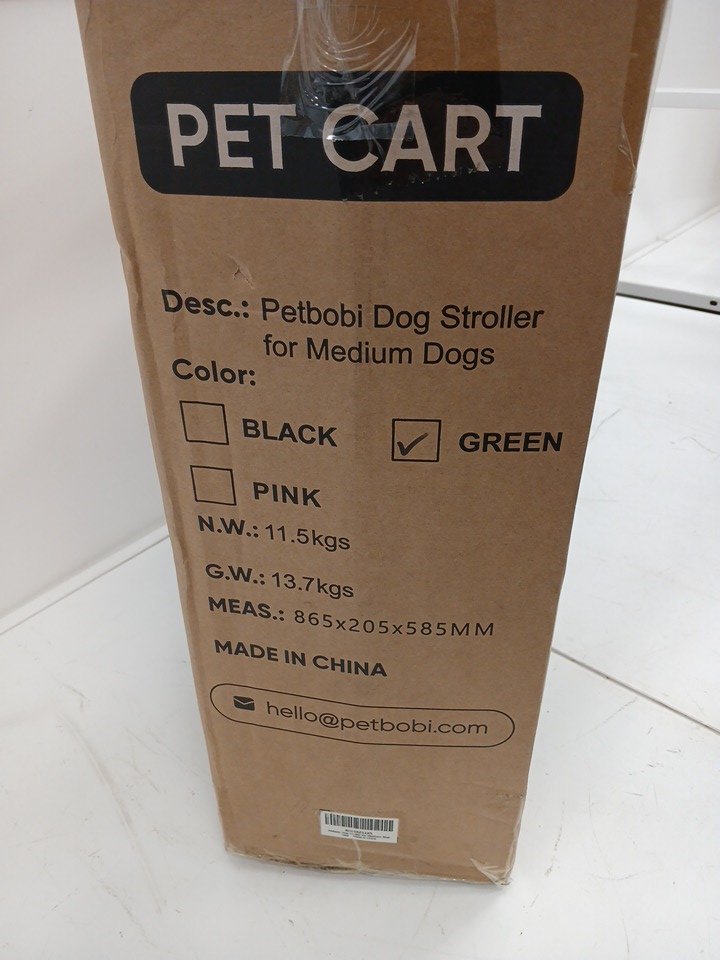 PET CART
Desc.: Petbobi Dog Stroller
for Medium Dogs
Color:
BLACK
GREEN
PINK
N.W.: 11.5kgs
G.W.: 13.7kgs
MEAS.: 865x205x585MM
MADE IN CHINA
hello@petbobi.com